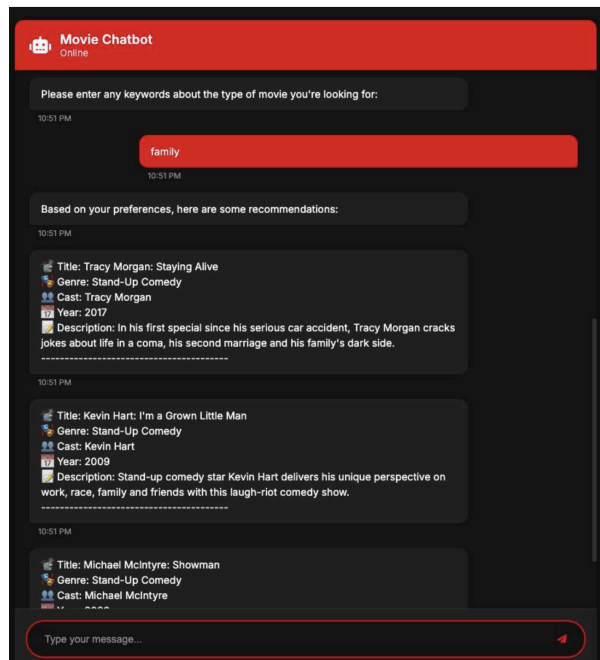 Movie Chatbot
Online
Please enter any keywords about the type of movie you're looking for:
10:51 PM
family
10:51 PM
Based on your preferences, here are some recommendations:
10:51 PM
🎥 Title: Tracy Morgan: Staying Alive
🎭 Genre: Stand-Up Comedy
👥 Cast: Tracy Morgan
📅 Year: 2017
📝 Description: In his first special since his serious car accident, Tracy Morgan cracks
jokes about life in a coma, his second marriage and his family's dark side.
----------------------------------------
10:51 PM
🎥 Title: Kevin Hart: I'm a Grown Little Man
🎭 Genre: Stand-Up Comedy
👥 Cast: Kevin Hart
📅 Year: 2009
📝 Description: Stand-up comedy star Kevin Hart delivers his unique perspective on
work, race, family and friends with this laugh-riot comedy show.
----------------------------------------
10:51 PM
🎥 Title: Michael McIntyre: Showman
🎭 Genre: Stand-Up Comedy
👥 Cast: Michael McIntyre
Type your message...